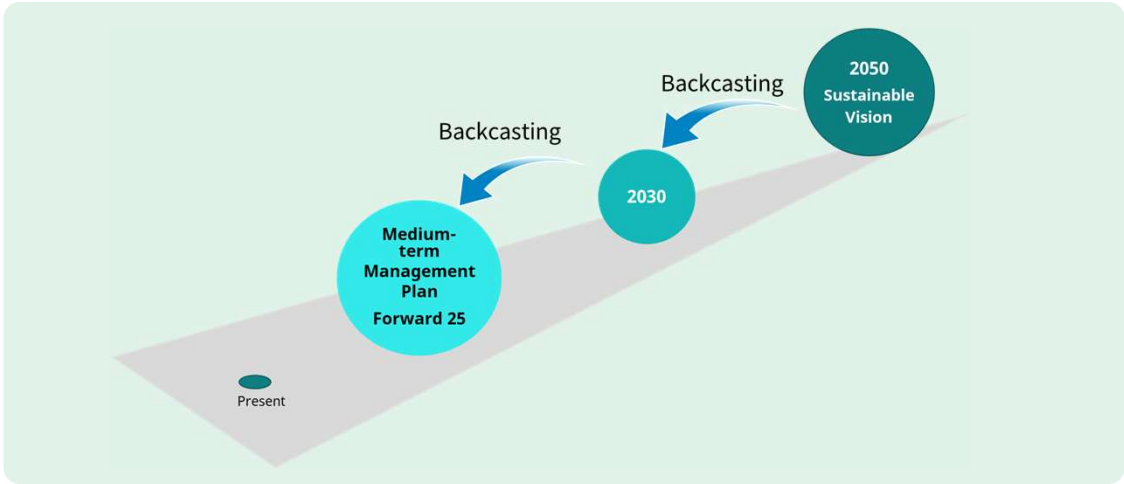 2050
Sustainable
Vision
Backcasting
2030
Backcasting
Medium-
term
Management
Plan
Forward 25
Present